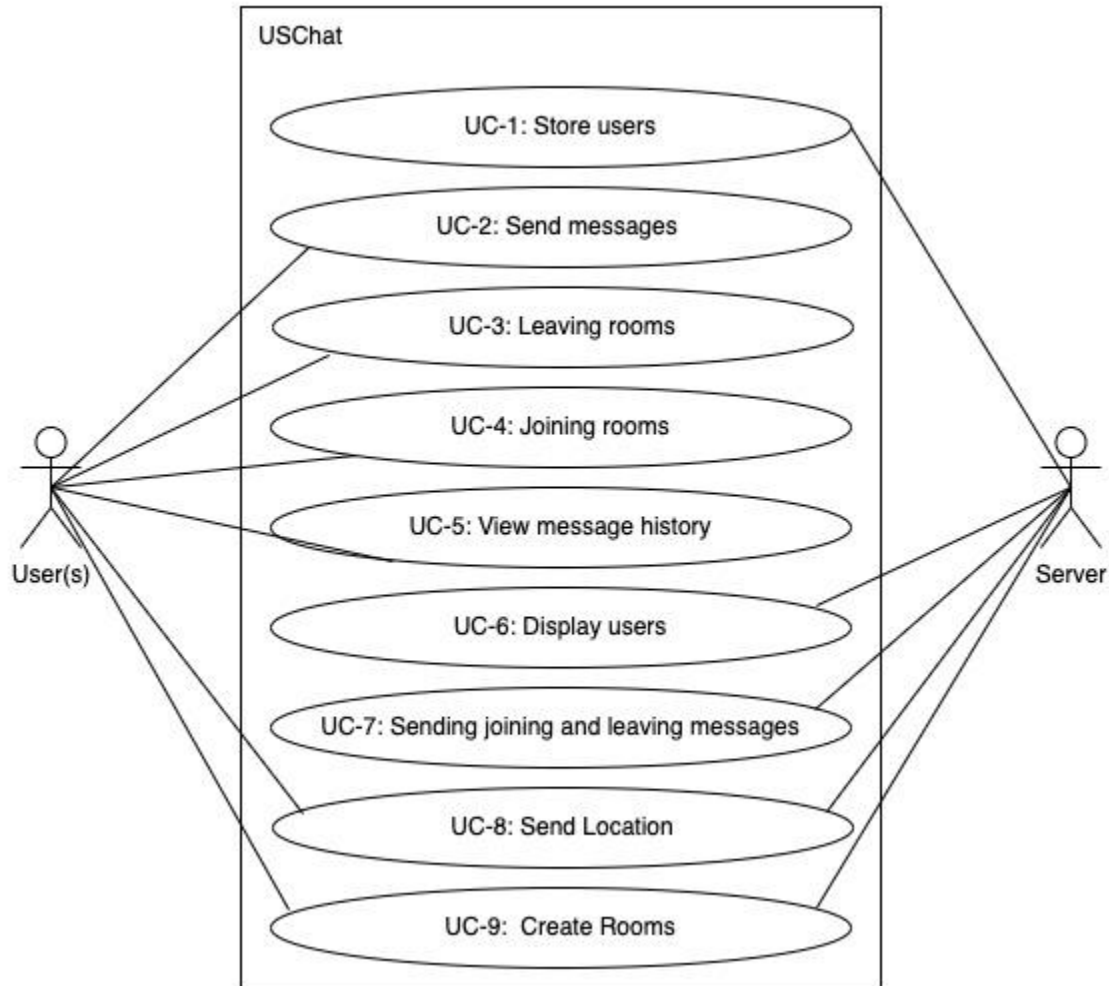 USChat
UC-1: Store users
UC-2: Send messages
UC-3: Leaving rooms
UC-4: Joining rooms
UC-5: View message history
User(s)
Server
UC-6: Display users
UC-7: Sending joining and leaving messages
UC-8: Send Location
UC-9: Create Rooms